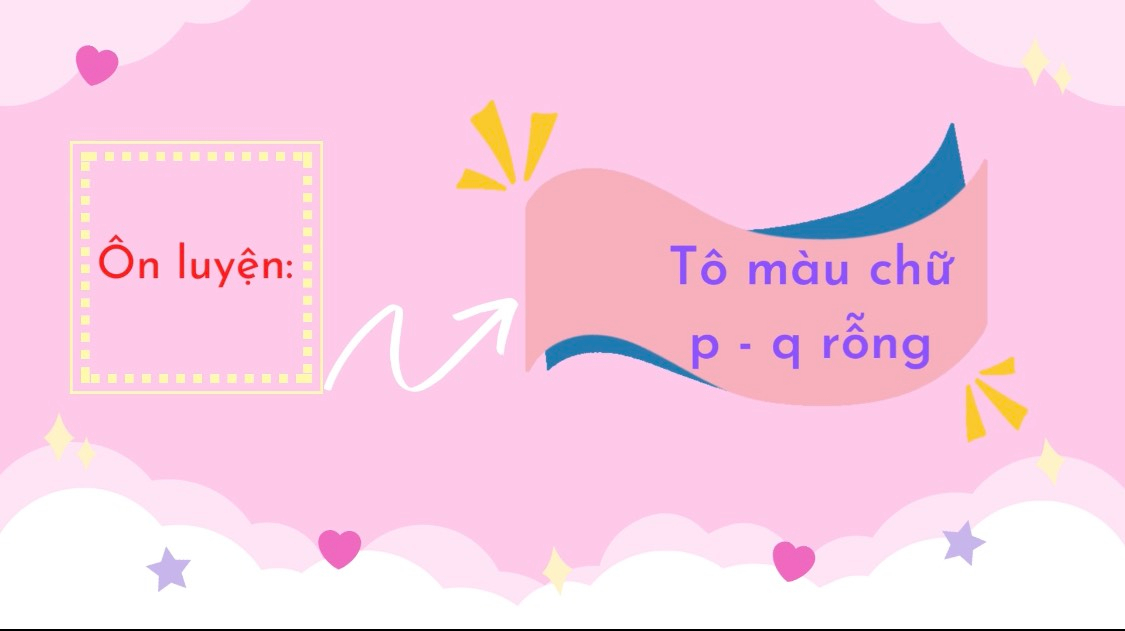 Ôn luyện:
Tô màu chữ
p - q rỗng